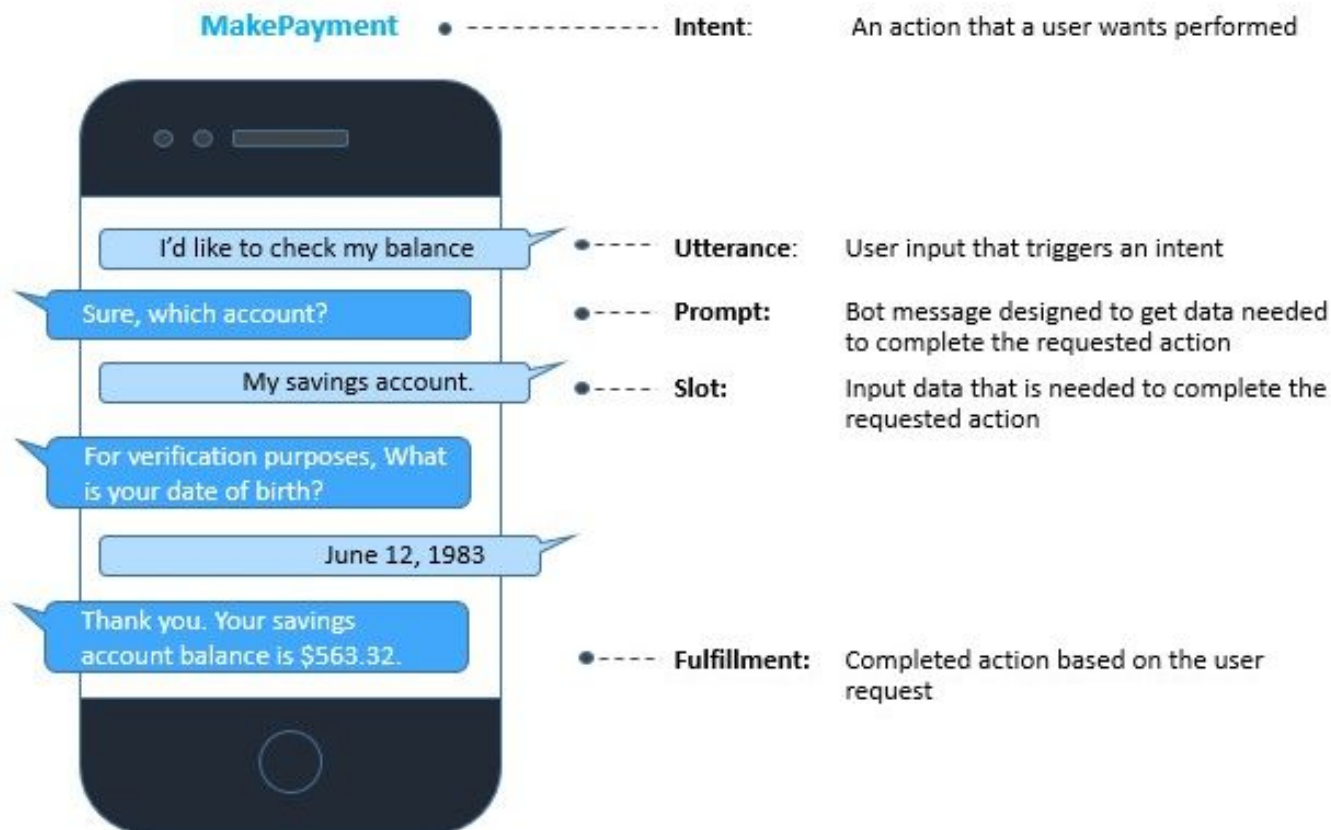 MakePayment
Intent: An action that a user wants performed
I'd like to check my balance
Utterance: User input that triggers an intent
Sure, which account?
Prompt: Bot message designed to get data needed
to complete the requested action
My savings account.
Slot: Input data that is needed to complete the
requested action
For verification purposes, What
is your date of birth?
June 12, 1983
Thank you. Your savings
account balance is $563.32.
Fulfillment: Completed action based on the user
request